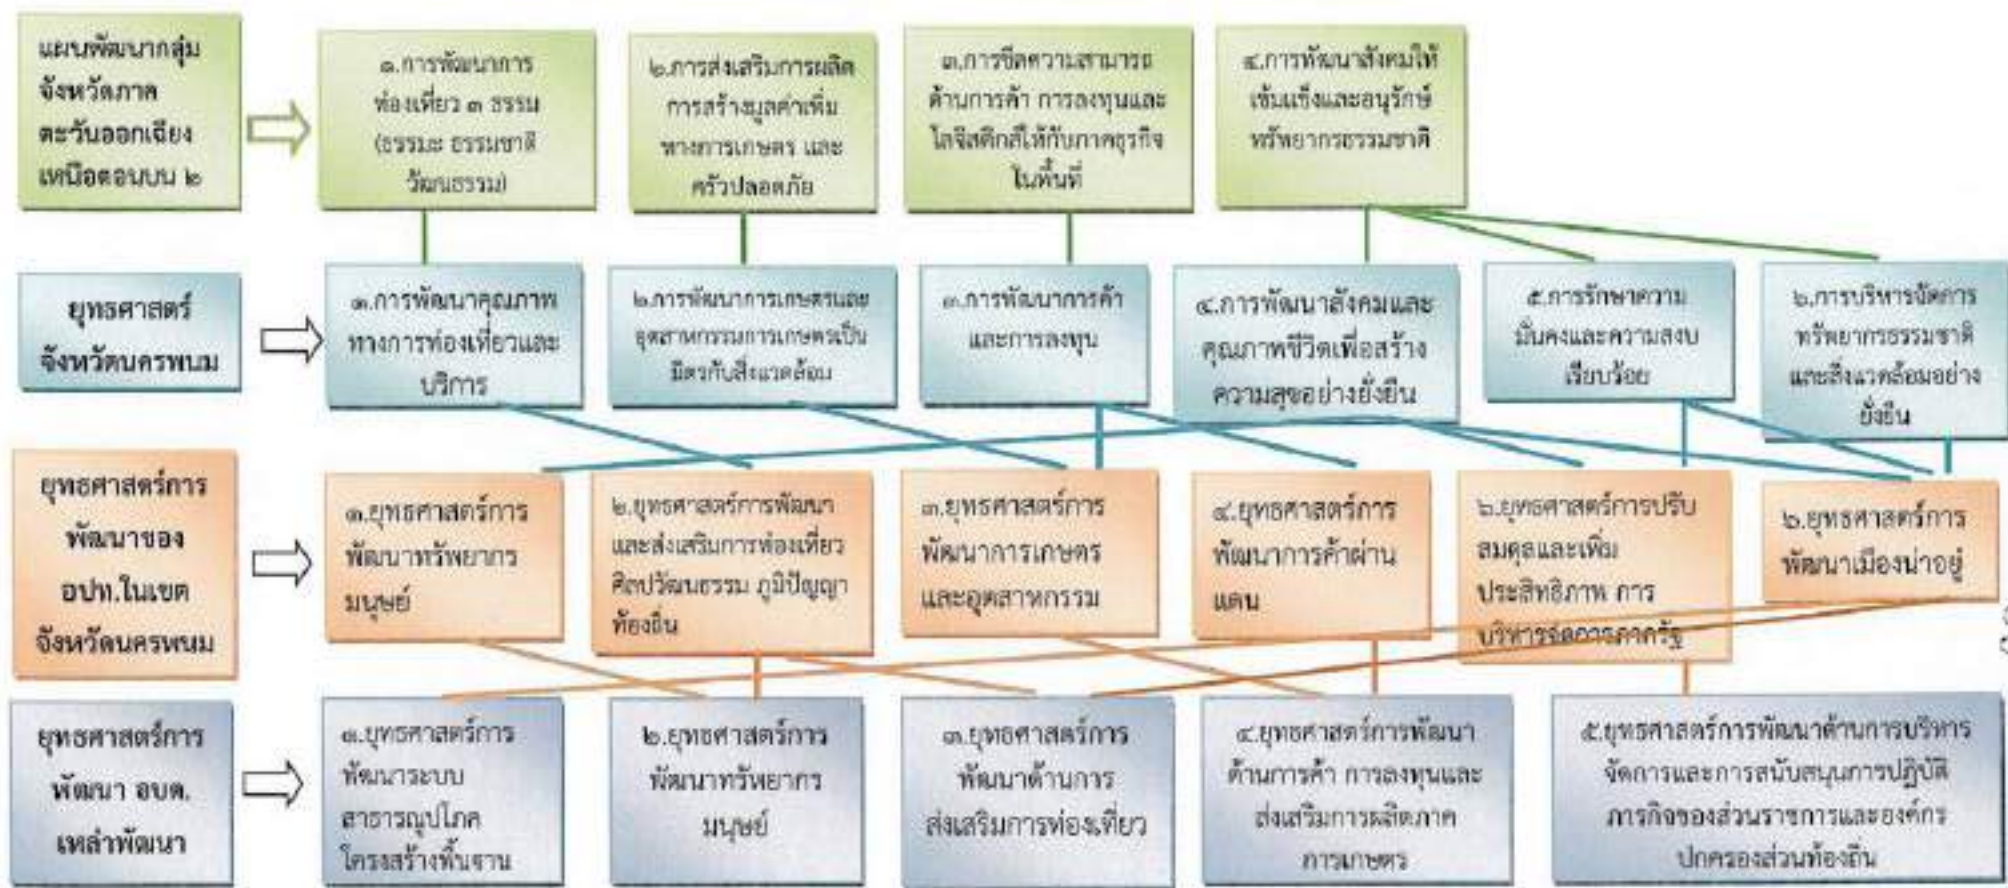 แผนพัฒนากลุ่ม
จังหวัดภาค
ตะวันออกเฉียง
เหนือตอนบน ๒
๑.การพัฒนาการ
ท่องเที่ยว ๓ ธรรม
(ธรรมะ ธรรมชาติ
วัฒนธรรม)
๒.การส่งเสริมการผลิต
การสร้างมูลค่าเพิ่ม
ทางการเกษตร และ
ครัวปลอดภัย
๓.การขีดความสามารถ
ด้านการค้า การลงทุนและ
โลจิสติกส์ให้กับภาคธุรกิจ
ในพื้นที่
๔.การพัฒนาสังคมให้
เข้มแข็งและอนุรักษ์
ทรัพยากรธรรมชาติ
ยุทธศาสตร์
จังหวัดนครพนม
๑.การพัฒนาคุณภาพ
ทางการท่องเที่ยวและ
บริการ
๒.การพัฒนาการเกษตรและ
อุตสาหกรรมการเกษตรเป็น
มิตรกับสิ่งแวดล้อม
๓.การพัฒนาการค้า
และการลงทุน
๔.การพัฒนาสังคมและ
คุณภาพชีวิตเพื่อสร้าง
ความสุขอย่างยั่งยืน
๕.การรักษาความ
มั่นคงและความสงบ
เรียบร้อย
๖.การบริหารจัดการ
ทรัพยากรธรรมชาติ
และสิ่งแวดล้อมอย่าง
ยั่งยืน
ยุทธศาสตร์การ
พัฒนาของ
อปท.ในเขต
จังหวัดนครพนม
๑.ยุทธศาสตร์การ
พัฒนาทรัพยากร
มนุษย์
๒.ยุทธศาสตร์การพัฒนา
และส่งเสริมการท่องเที่ยว
ศิลปวัฒนธรรม ภูมิปัญญา
ท้องถิ่น
๓.ยุทธศาสตร์การ
พัฒนาการเกษตร
และอุตสาหกรรม
๔.ยุทธศาสตร์การ
พัฒนาการค้าผ่าน
แดน
๖.ยุทธศาสตร์การปรับ
สมดุลและเพิ่ม
ประสิทธิภาพ การ
บริหารจัดการภาครัฐ
๖.ยุทธศาสตร์การ
พัฒนาเมืองน่าอยู่
ยุทธศาสตร์การ
พัฒนา อบต.
เหล่าพัฒนา
๑.ยุทธศาสตร์การ
พัฒนาระบบ
สาธารณูปโภค
โครงสร้างพื้นฐาน
๒.ยุทธศาสตร์การ
พัฒนาทรัพยากร
มนุษย์
๓.ยุทธศาสตร์การ
พัฒนาด้านการ
ส่งเสริมการท่องเที่ยว
๔.ยุทธศาสตร์การพัฒนา
ด้านการค้า การลงทุนและ
ส่งเสริมการผลิตภาค
การเกษตร
๕.ยุทธศาสตร์การพัฒนาด้านการบริหาร
จัดการและการสนับสนุนการปฏิบัติ
ภารกิจของส่วนราชการและองค์กร
ปกครองส่วนท้องถิ่น